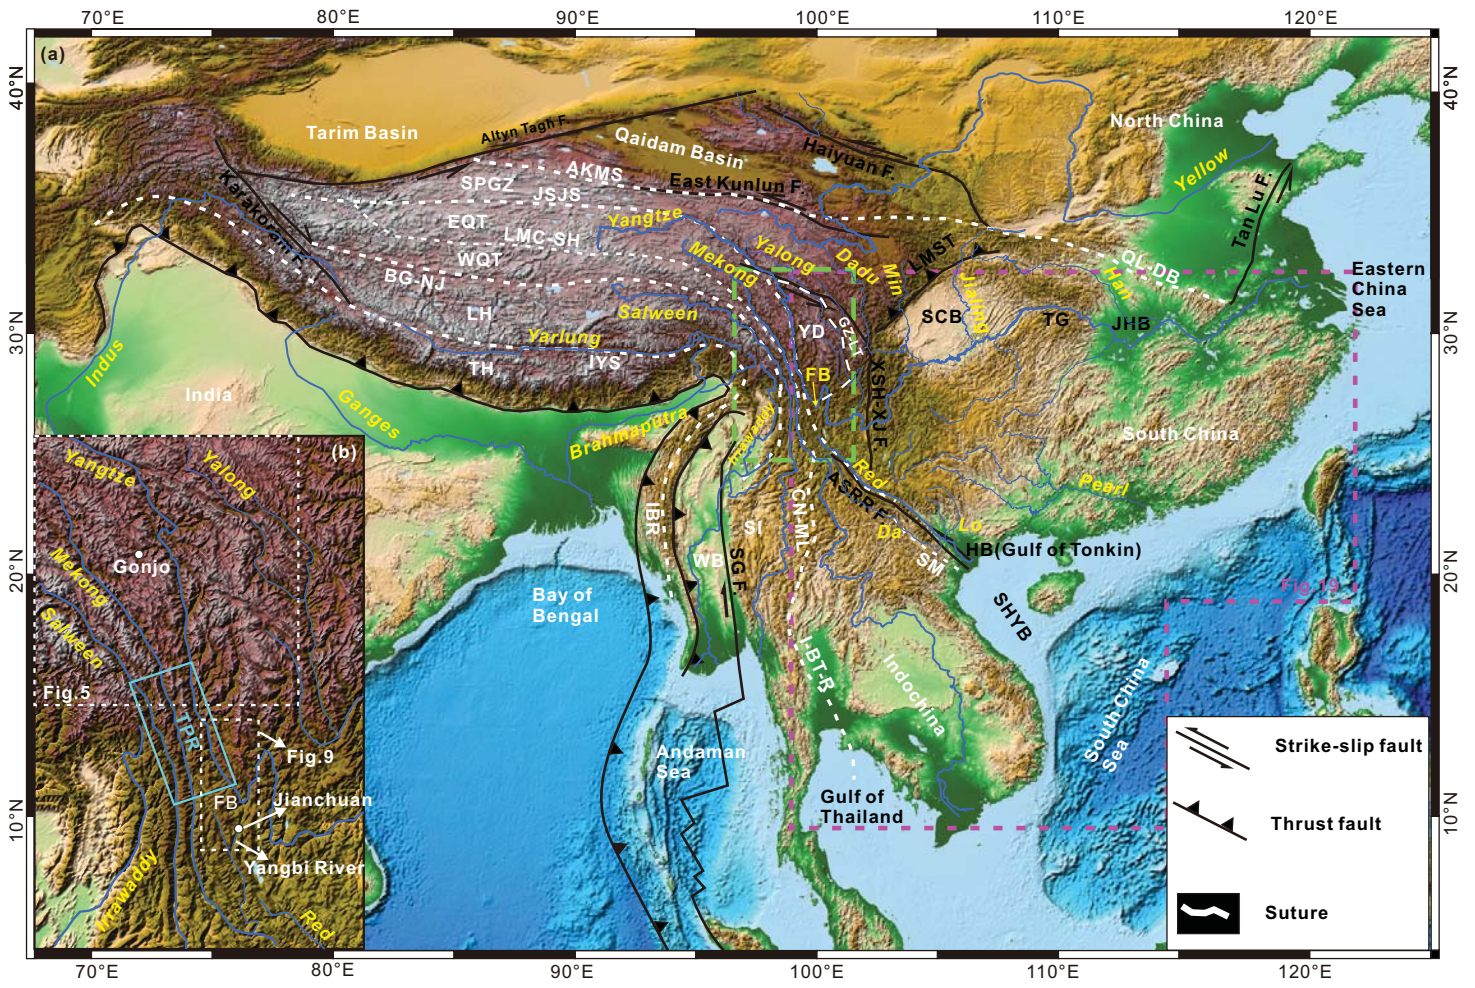 70°E
80°E
90°E
100°E
110°E
120°E
(a)
40°N
40°N
Tarim Basin
Altyn Tagh F.
Qaidam Basin
Haiyuan F.
North China
Yellow
Tan Lu F.
AKMS
SPGZ
JSJS
East Kunlun F.
Karakorum F.
EQT
LMC-SH
Yangtze
WQT
BG-NJ
Mekong
Yalong
Dadu
Min
LMST
Jialing
QL-DB
Han
Eastern
China
Sea
LH
Salween
YD
GZ-LT
SCB
TG
JHB
30°N
30°N
Yarlung
IYS
TH
FB
XSH-XJ F.
Indus
India
Ganges
Brahmaputra
Irrawaddy
South China
Red
Pearl
ASRR F.
(b)
Yangtze
Yalong
IBR
CN-ML
SI
Da
Lo
HB(Gulf of Tonkin)
WB
SG F.
SM
Gonjo
Mekong
Salween
20°N
20°N
Bay of
Bengal
SHYB
Fig.19
I-BT-R
Indochina
South China
Sea
Fig.5
TPR
Fig.9
FB
Jianchuan
Yangbi River
Irrawaddy
Red
Andaman
Sea
Gulf of
Thailand
10°N
10°N
Strike-slip fault
Thrust fault
Suture
70°E
80°E
90°E
100°E
110°E
120°E